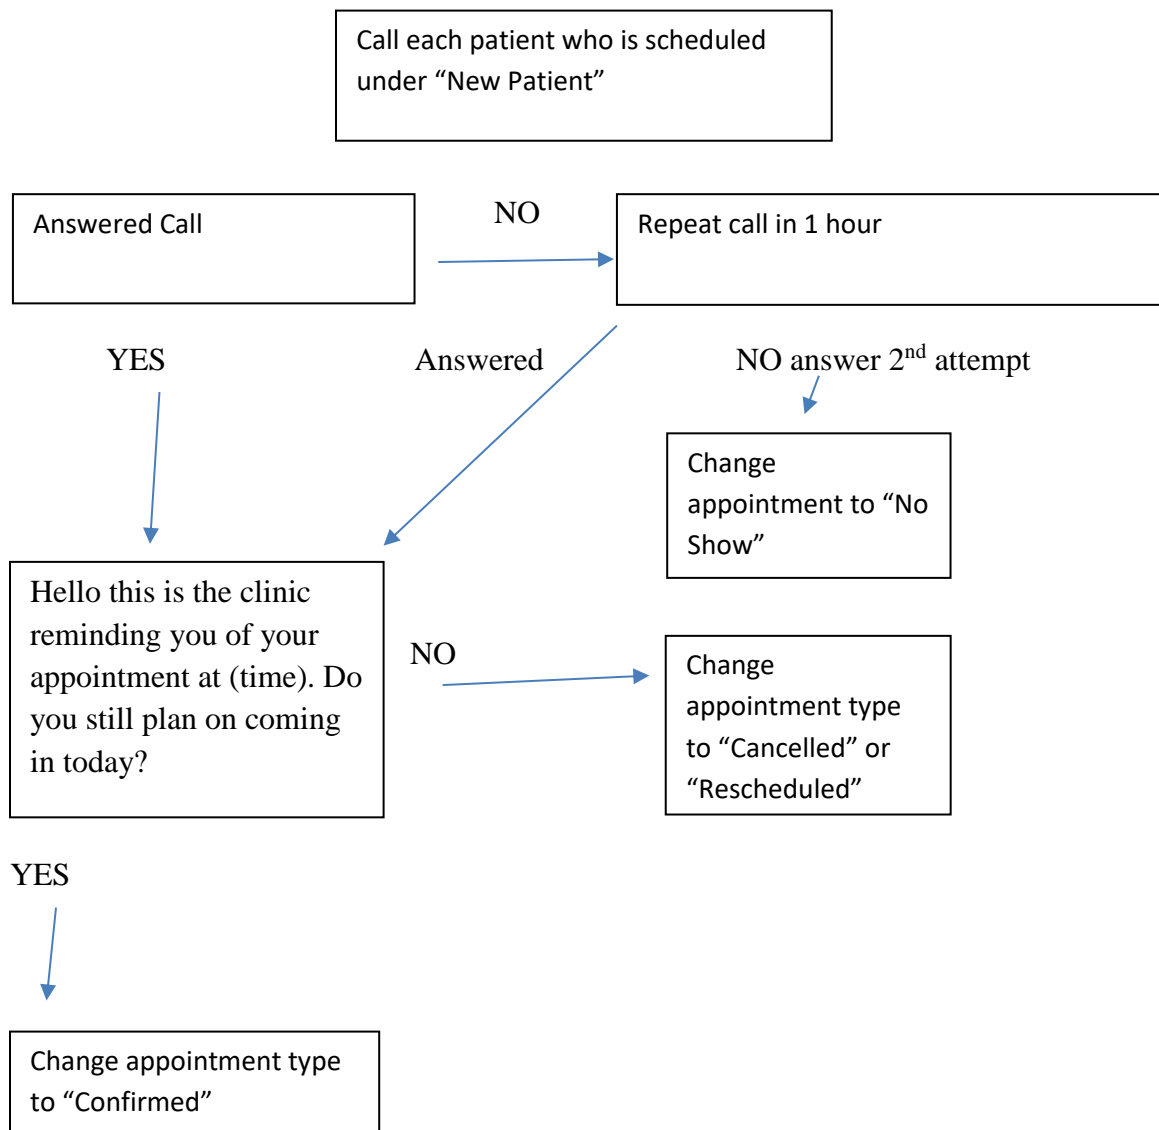 Call each patient who is scheduled
under “New Patient”
Answered Call
NO
Repeat call in 1 hour
YES
Answered
NO answer 2nd attempt
Change
appointment to “No
Show”
Hello this is the clinic
reminding you of your
appointment at (time). Do
you still plan on coming
in today?
NO
Change
appointment type
to “Cancelled” or
“Rescheduled”
YES
Change appointment type
to “Confirmed”